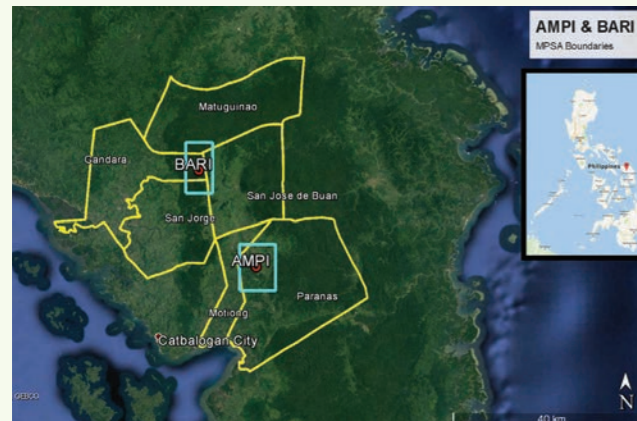 AMPI & BARI
MPSA Boundaries
Matuguinao
Gandara
BARI
San Jose de Buan
San Jorge
Philippines
AMPI
Paranas
Motiong
Catbalogan City
GEBCO
N
40 km